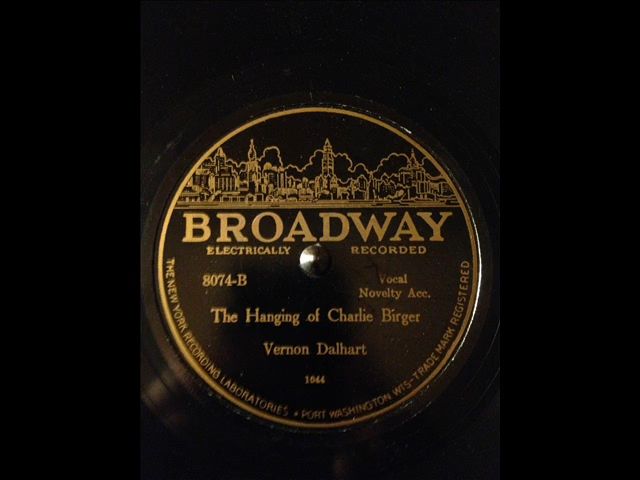 BROADWAY
ELECTRICALLY RECORDED
8074-B
Vocal
Novelty Acc.
The Hanging of Charlie Birger
Vernon Dalhart
1044
THE NEW YORK RECORDING LABORATORIES • PORT WASHINGTON WIS- TRADE MARK REGISTERED